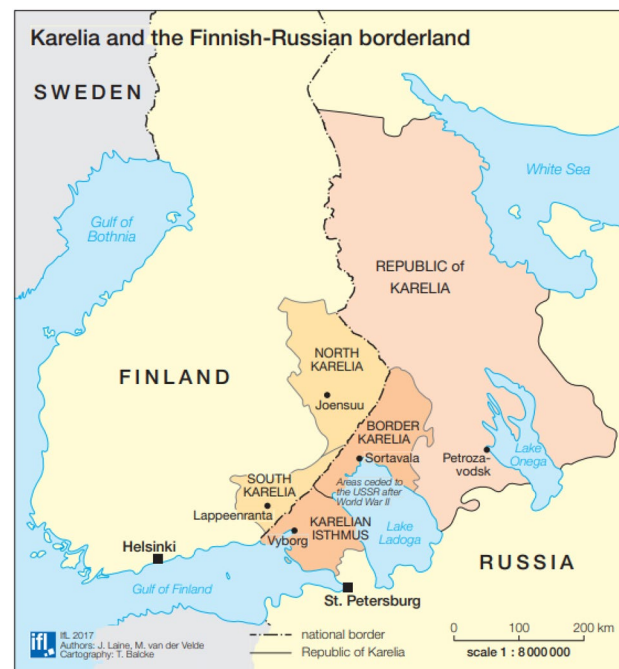 Karelia and the Finnish-Russian borderland
SWEDEN
White Sea
Gulf of
Bothnia
REPUBLIC of
KARELIA
NORTH
KARELIA
FINLAND
Joensuu
BORDER
KARELIA
Lake
Onega
Sortavala
Petroza-
vodsk
SOUTH
KARELIA
Areas ceded
to the USSR after
World War II
Lappeenranta
KARELIAN
ISTHMUS
Lake
Ladoga
Vyborg
Helsinki
RUSSIA
Gulf of Finland
St. Petersburg
ifl
IfL 2017
Authors: J. Laine, M. van der Velde
Cartography: T. Balcke
national border
Republic of Karelia
0 100 200 km
scale 1 : 8 000 000